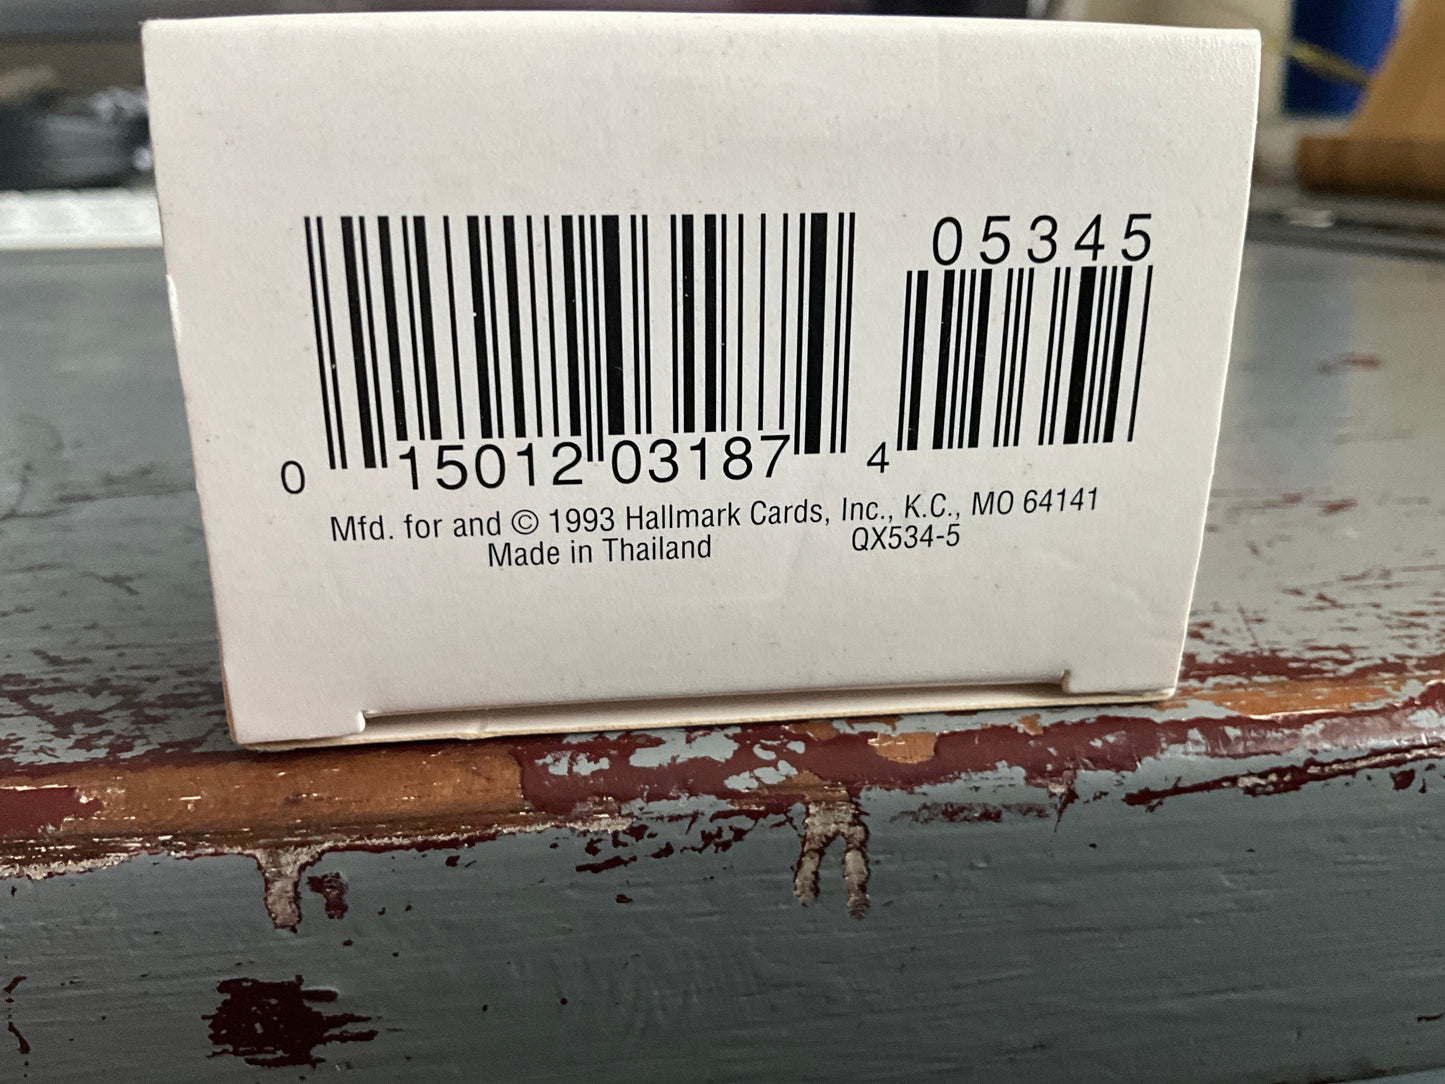 05345
0 15012 03187 4
Mfd. for and © 1993 Hallmark Cards, Inc., K.C., MO 64141
Made in Thailand QX534-5